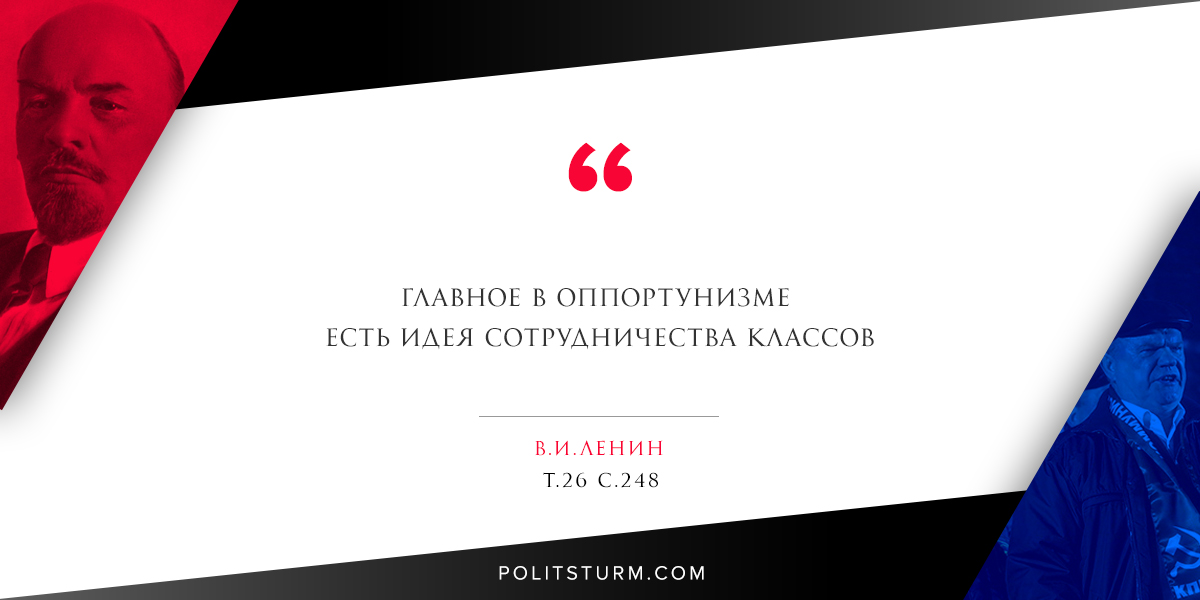 “
ГЛАВНОЕ В ОППОРТУНИЗМЕ
ЕСТЬ ИДЕЯ СОТРУДНИЧЕСТВА КЛАССОВ
В.И.ЛЕНИН
Т.26 С.248
POLITSTURM.COM